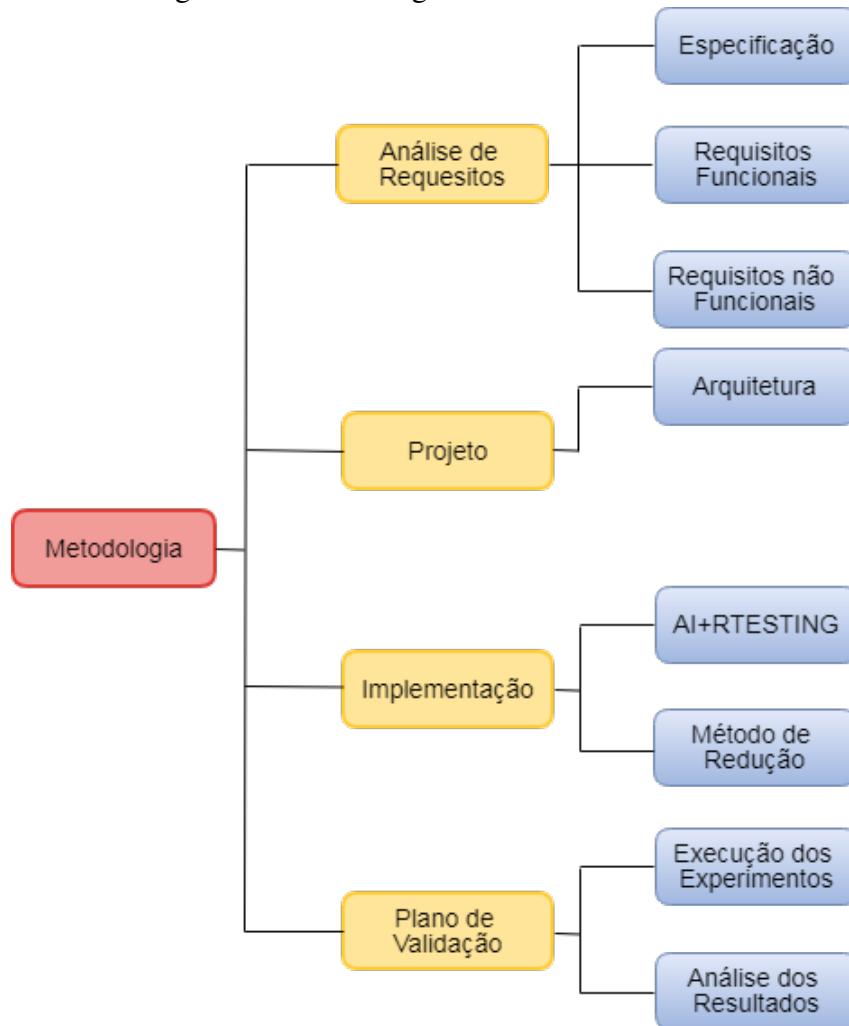 Especificação
Análise de
Requesitos
Requisitos
Funcionais
Requisitos não
Funcionais
Arquitetura
Projeto
Metodologia
AI+RTESTING
Implementação
Método de
Redução
Execução dos
Experimentos
Plano de
Validação
Análise dos
Resultados